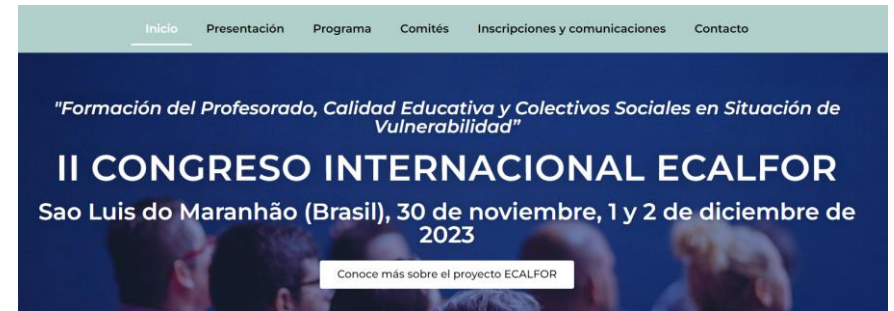 Inicio Presentación Programa Comités Inscripciones y comunicaciones Contacto
"Formación del Profesorado, Calidad Educativa y Colectivos Sociales en Situación de
Vulnerabilidad”
II CONGRESO INTERNACIONAL ECALFOR
Sao Luis do Maranhão (Brasil), 30 de noviembre, 1 y 2 de diciembre de
2023
Conoce más sobre el proyecto ECALFOR